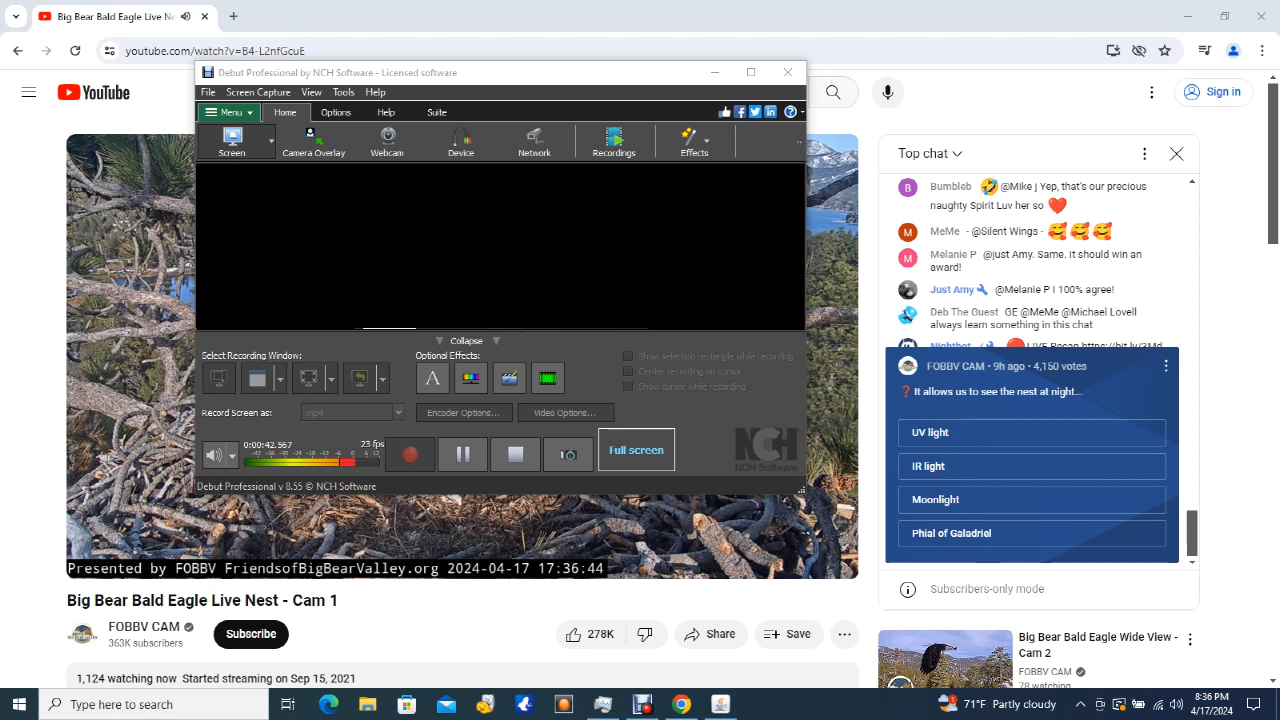 Big Bear Bald Eagle Live Ne
youtube.com/watch?v=B4-L2nfGcuE
Debut Professional by NCH Software - Licensed software
File Screen Capture View Tools Help
Menu Home Options Help Suite
Screen Camera Overlay Webcam Device Network Recordings Effects
YouTube
Sign in
Top chat
Bumbleb 🤣 @Mike j Yep, that's our precious
naughty Spirit Luv her so ❤️
MeMe - @Silent Wings - 🥰 🥰 🥰
Melanie P @just Amy. Same. It should win an
award!
Just Amy @Melanie P I 100% agree!
Deb The Guest GE @MeMe @Michael Lovell
always learn something in this chat
FOBBV CAM • 9h ago • 4,150 votes
❓It allows us to see the nest at night...
UV light
IR light
Moonlight
Phial of Galadriel
Subscribers-only mode
Collapse
Select Recording Window:
Optional Effects:
Show selection rectangle while recording
Center recording on cursor
Show cursor while recording
A
Record Screen as: .mp4 Encoder Options... Video Options...
0:00:42.567 23 fps
Full screen
NCH
NCH Software
Debut Professional v 8.55 © NCH Software
Presented by FOBBV FriendsofBigBearValley.org 2024-04-17 17:36:44
Big Bear Bald Eagle Live Nest - Cam 1
FOBBV CAM
363K subscribers
Subscribe
278K
Share
Save
1,124 watching now Started streaming on Sep 15, 2021
Big Bear Bald Eagle Wide View -
Cam 2
FOBBV CAM
78 watching
Type here to search
71°F Partly cloudy
8:36 PM
4/17/2024